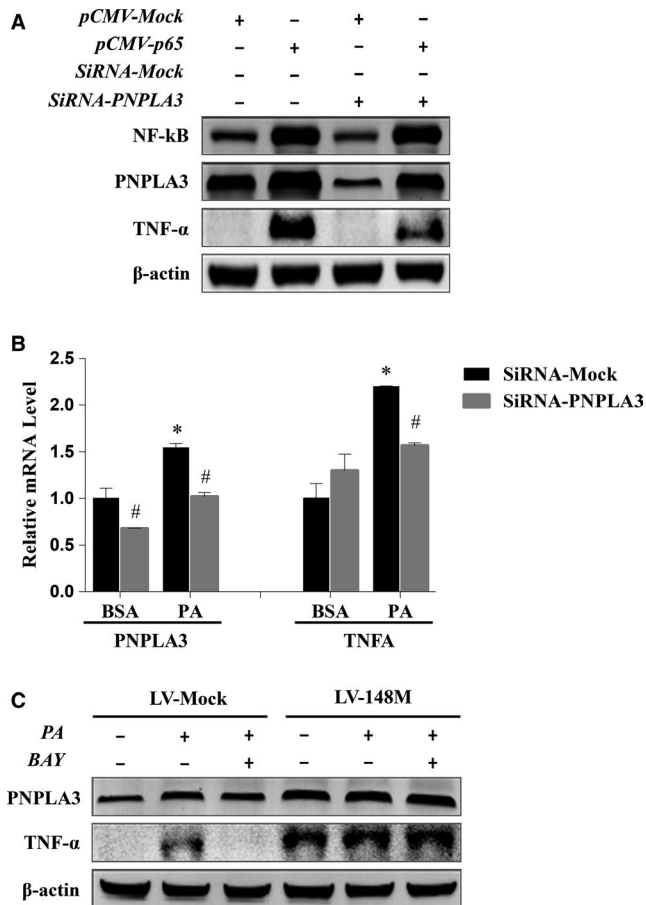 A
pCMV-Mock + – + –
pCMV-p65 – + – +
SiRNA-Mock – – – –
SiRNA-PNPLA3 – – + +
NF-kB
PNPLA3
TNF-α
β-actin
B
Relative mRNA Level
2.5
2.0
1.5
1.0
0.5
0.0
* # * # #
BSA PA BSA PA
PNPLA3 TNFA
SiRNA-Mock
SiRNA-PNPLA3
C
LV-Mock LV-148M
PA – + + – + +
BAY – – + – – +
PNPLA3
TNF-α
β-actin